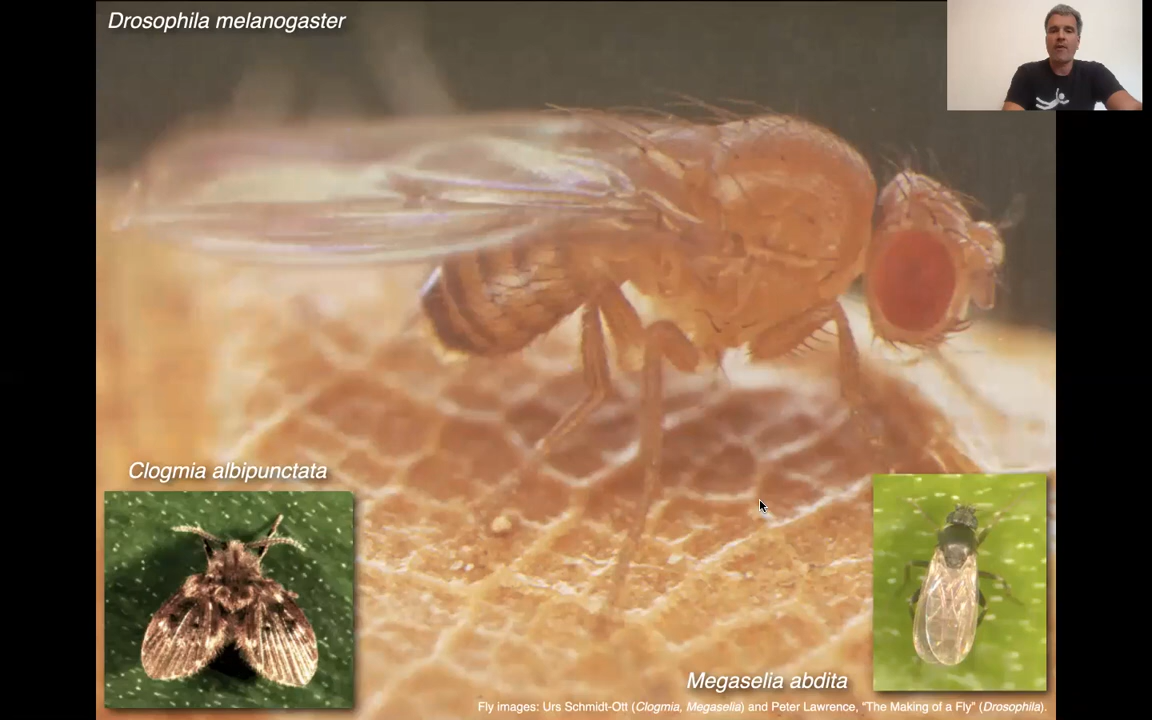 Drosophila melanogaster
Clogmia albipunctata
Megaselia abdita
Fly images: Urs Schmidt-Ott (Clogmia, Megaselia) and Peter Lawrence, “The Making of a Fly” (Drosophila).